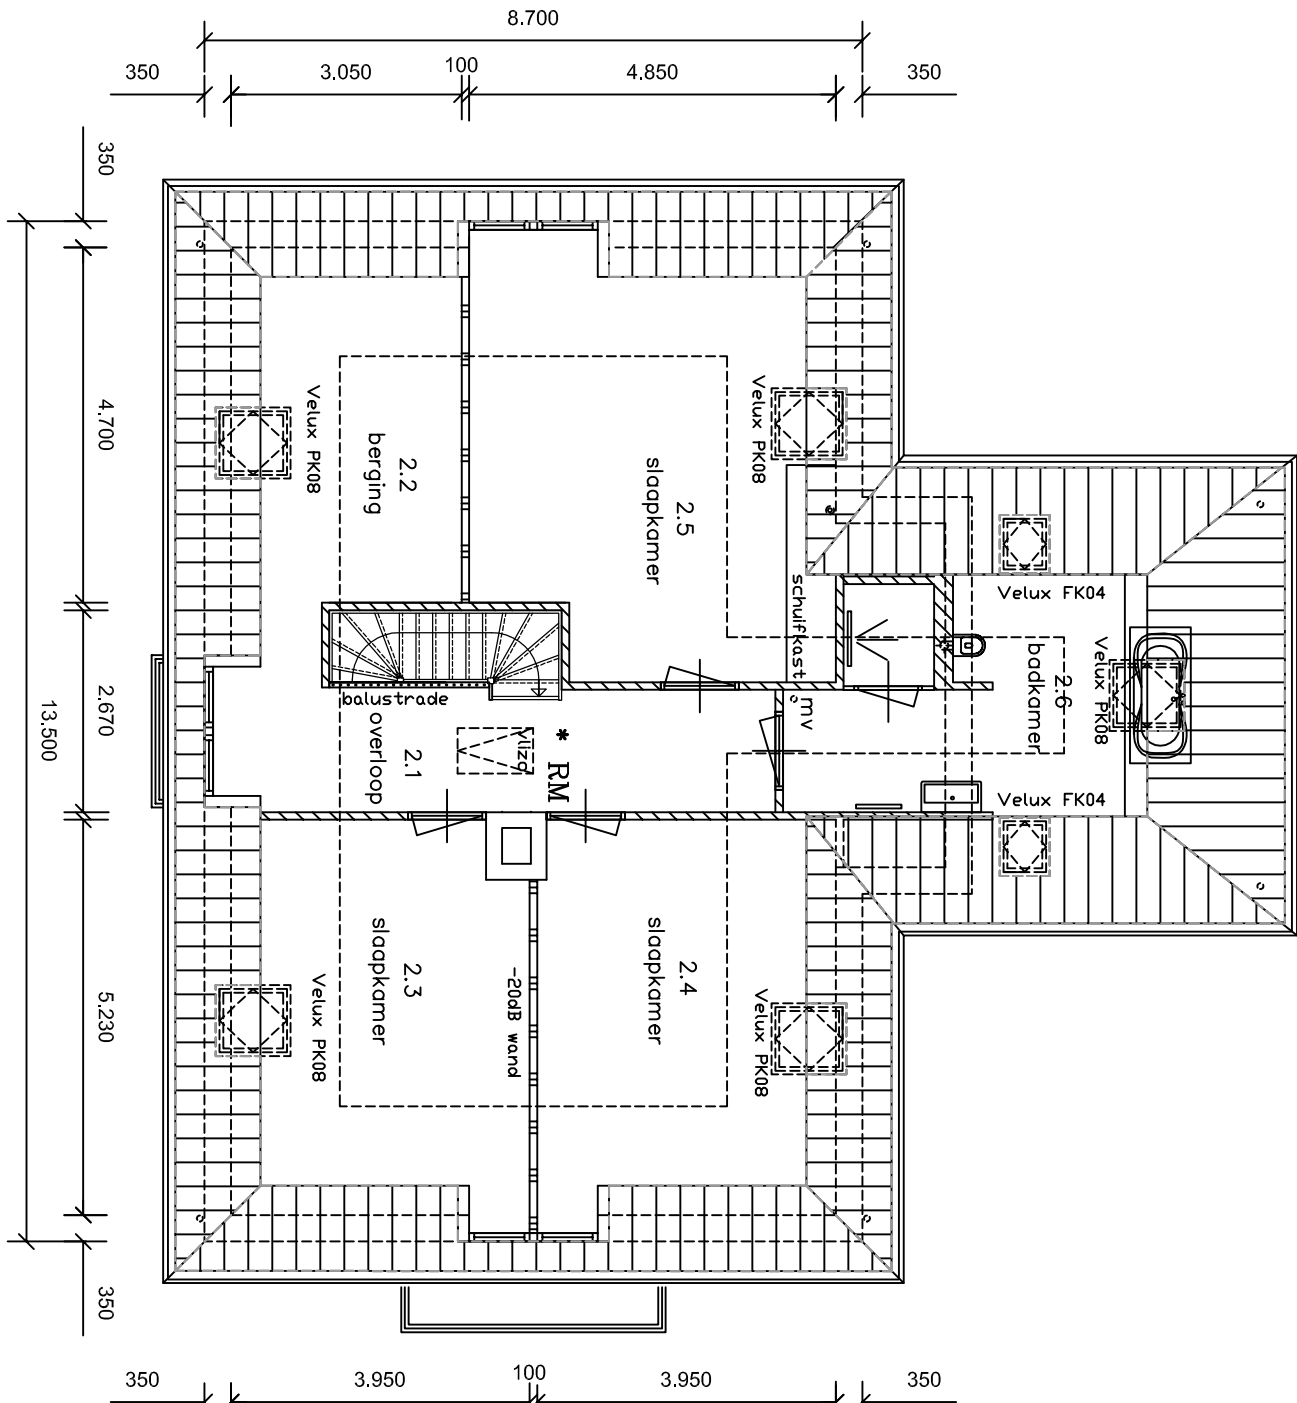 8.700
350
3.050
100
4.850
350
350
4.700
2.670
13.500
5.230
350
Velux PK08
2.2
berging
2.5
slaapkamer
Velux PK08
schuifkast
Velux FK04
2.6
badkamer
Velux PK08
mv
balustrade
2.1
overloop
vlizo
* RM
Velux FK04
2.3
slaapkamer
Velux PK08
-20dB wand
2.4
slaapkamer
Velux PK08
350
3.950
100
3.950
350